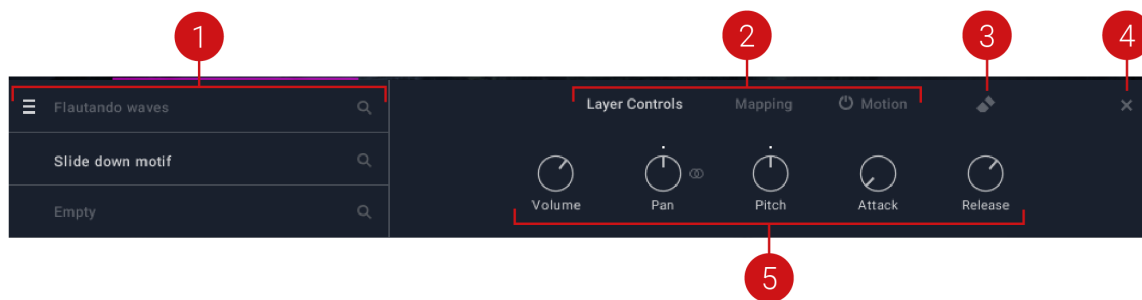 1
2
3
4
Flautando waves
Layer Controls
Mapping
Motion
Slide down motif
Empty
Volume
Pan
Pitch
Attack
Release
5